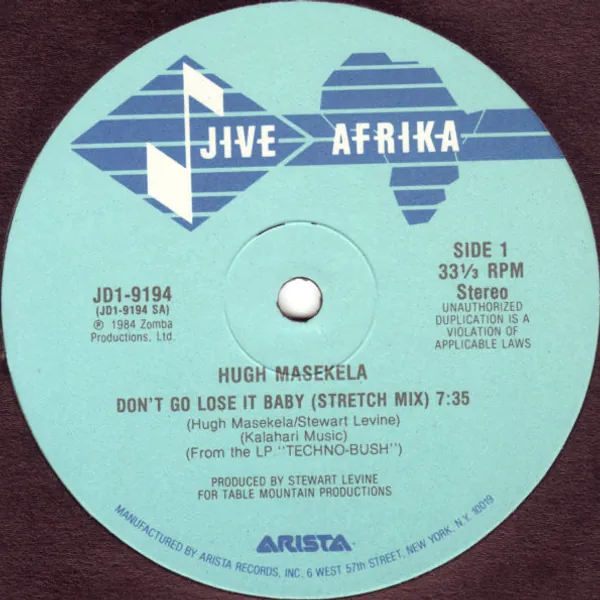 JIVE AFRIKA
JD1-9194
(JD1-9194 SA)
℗ 1984 Zomba
Productions, Ltd.
SIDE 1
33⅓ RPM
Stereo
UNAUTHORIZED
DUPLICATION IS A
VIOLATION OF
APPLICABLE LAWS
HUGH MASEKELA
DON'T GO LOSE IT BABY (STRETCH MIX) 7:35
(Hugh Masekela/Stewart Levine)
(Kalahari Music)
(From the LP "TECHNO-BUSH")
PRODUCED BY STEWART LEVINE
FOR TABLE MOUNTAIN PRODUCTIONS
ARISTA
MANUFACTURED BY ARISTA RECORDS, INC. 6 WEST 57th STREET, NEW YORK, N.Y. 10019